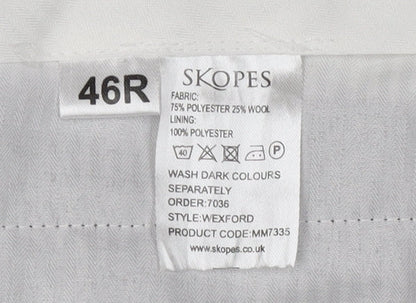 46R
SKOPES
FABRIC:
75% POLYESTER 25% WOOL
LINING:
100% POLYESTER
40 P
WASH DARK COLOURS
SEPARATELY
ORDER:7036
STYLE:WEXFORD
PRODUCT CODE:MM7335
www.skopes.co.uk